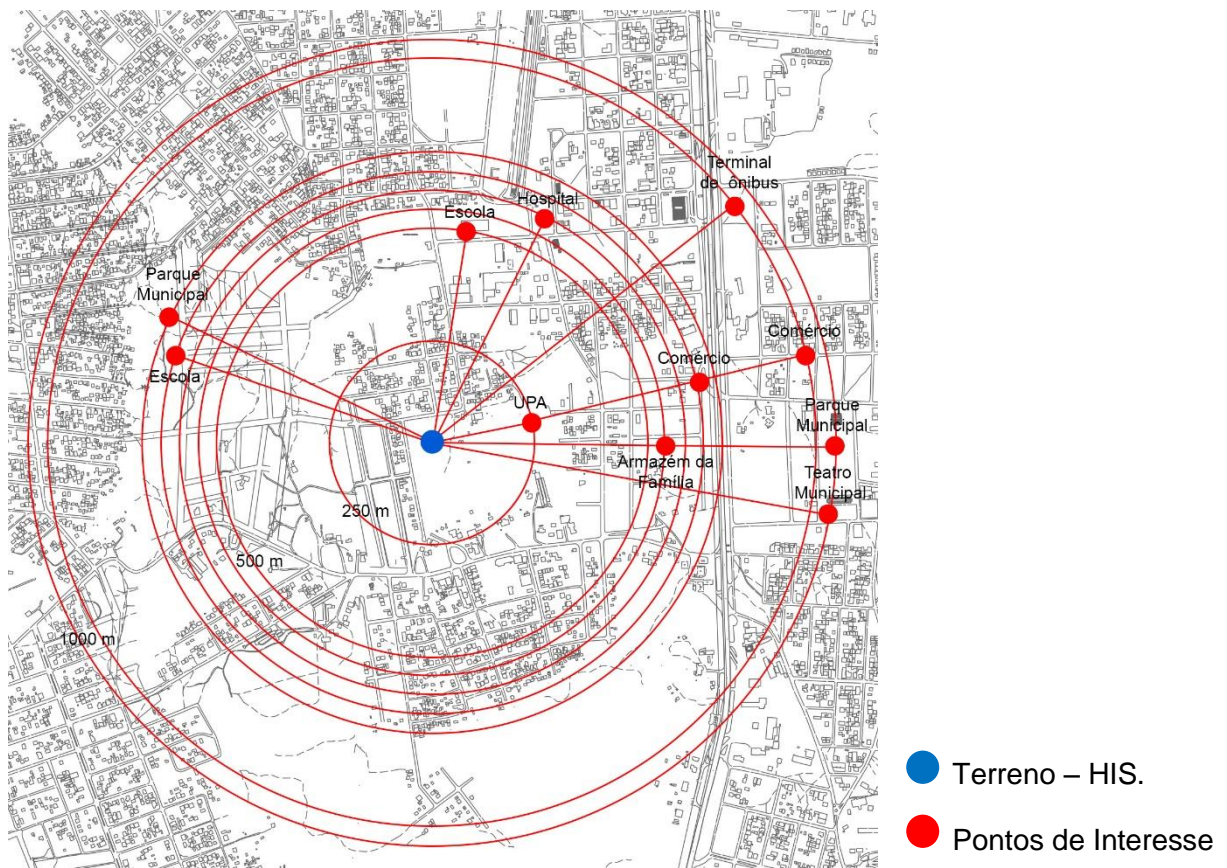 Terminal
de ônibus
Hospital
Escola
Parque
Municipal
Escola
Comércio
Comércio
UPA
Parque
Municipal
Armazém da
Família
Teatro
Municipal
250 m
500 m
1000 m
Terreno – HIS.
Pontos de Interesse